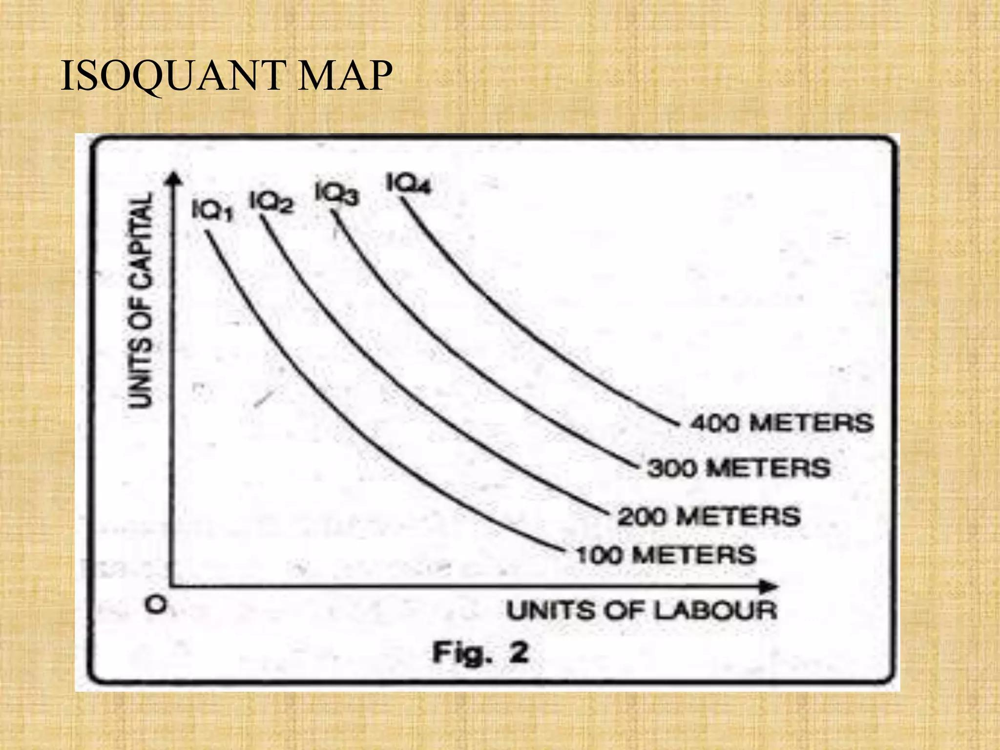 ISOQUANT MAP
UNITS OF CAPITAL
IQ1
IQ2
IQ3
IQ4
400 METERS
300 METERS
200 METERS
100 METERS
O
UNITS OF LABOUR
Fig. 2